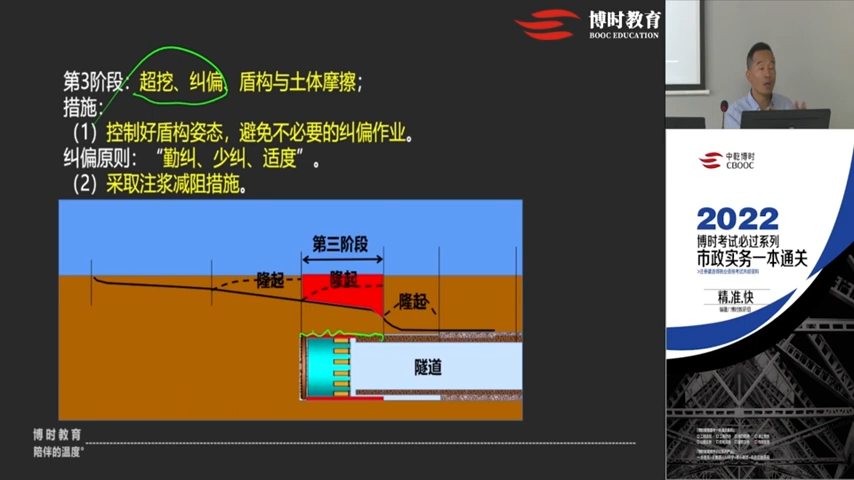 博时教育
BOOC EDUCATION
第3阶段：超挖、纠偏、盾构与土体摩擦；
措施：
（1）控制好盾构姿态，避免不必要的纠偏作业。
纠偏原则：“勤纠、少纠、适度”。
（2）采取注浆减阻措施。
第三阶段
隆起
隆起
隆起
隧道
博时教育
陪伴的温度
中乾博时
CBOOC
2022
博时考试必过系列
市政实务一本通关
精.准.快